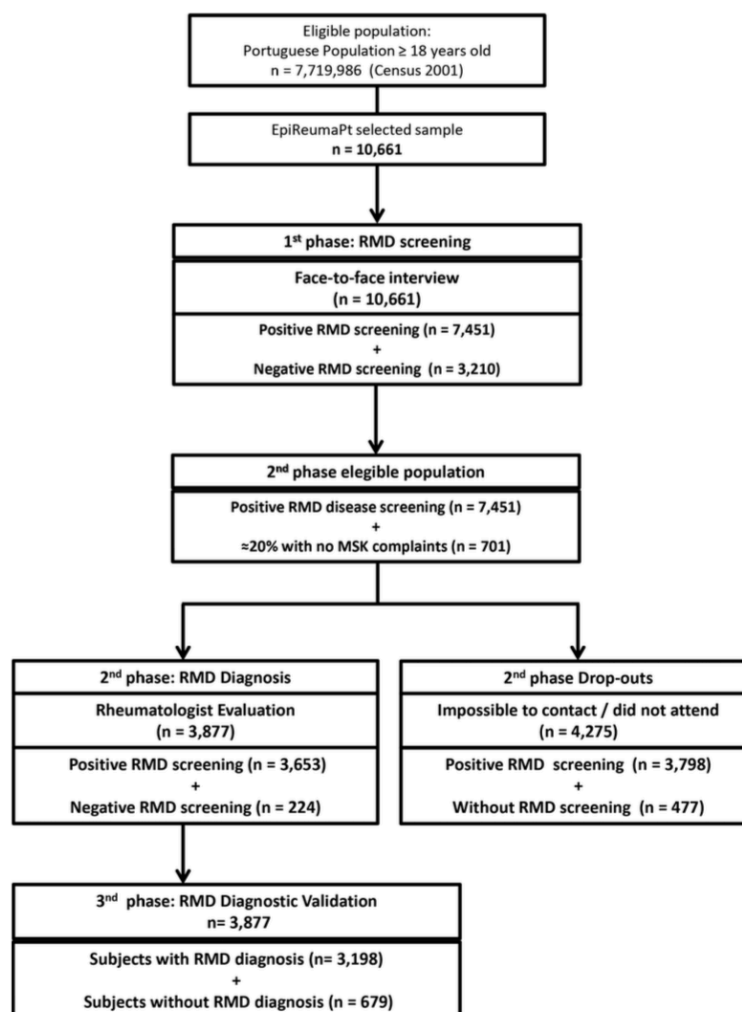 Eligible population:
Portuguese Population ≥ 18 years old
n = 7,719,986 (Census 2001)
EpiReumaPt selected sample
n = 10,661
1st phase: RMD screening
Face-to-face interview
(n = 10,661)
Positive RMD screening (n = 7,451)
+
Negative RMD screening (n = 3,210)
2nd phase elegible population
Positive RMD disease screening (n = 7,451)
+
≈20% with no MSK complaints (n = 701)
2nd phase: RMD Diagnosis
Rheumatologist Evaluation
(n = 3,877)
Positive RMD screening (n = 3,653)
+
Negative RMD screening (n = 224)
2nd phase Drop-outs
Impossible to contact / did not attend
(n = 4,275)
Positive RMD screening (n = 3,798)
+
Without RMD screening (n = 477)
3nd phase: RMD Diagnostic Validation
n= 3,877
Subjects with RMD diagnosis (n= 3,198)
+
Subjects without RMD diagnosis (n = 679)